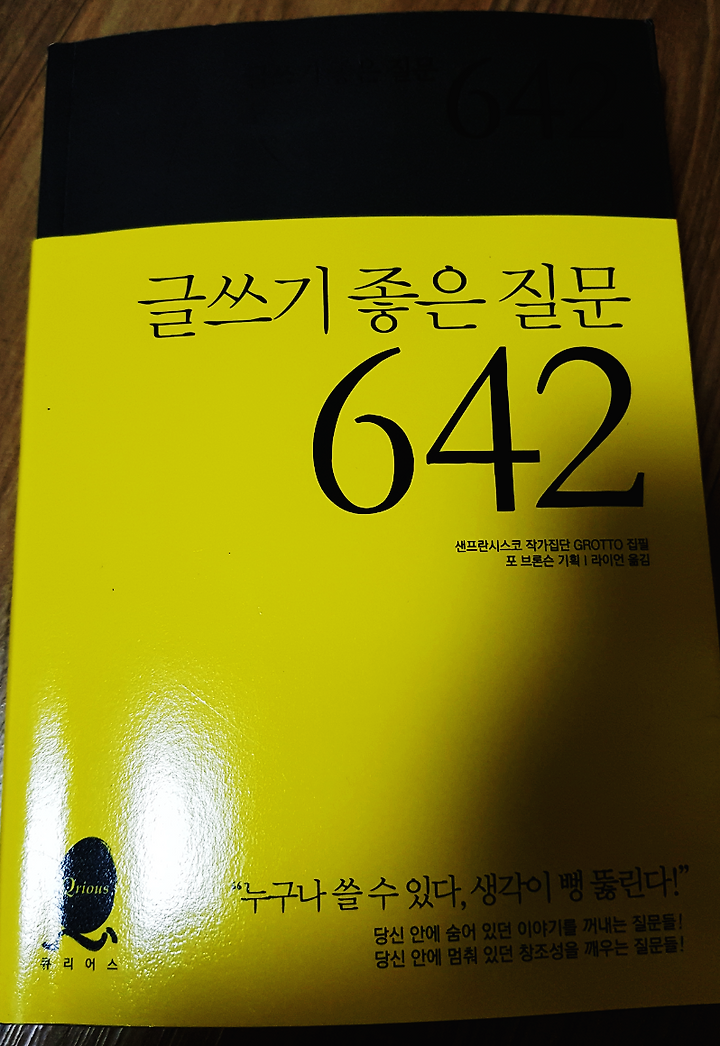 642
글쓰기 좋은 질문
642
샌프란시스코 작가집단 GROTTO 집필
포 브론슨 기획 | 라이언 옮김
Qrious
큐리어스
“누구나 쓸 수 있다, 생각이 뻥 뚫린다!”
당신 안에 숨어 있던 이야기를 꺼내는 질문들!
당신 안에 멈춰 있던 창조성을 깨우는 질문들!